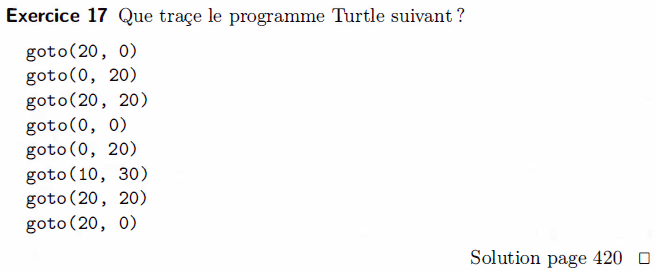 Exercice 17 Que traçe le programme Turtle suivant ?
goto(20, 0)
goto(0, 20)
goto(20, 20)
goto(0, 0)
goto(0, 20)
goto(10, 30)
goto(20, 20)
goto(20, 0)
Solution page 420 □